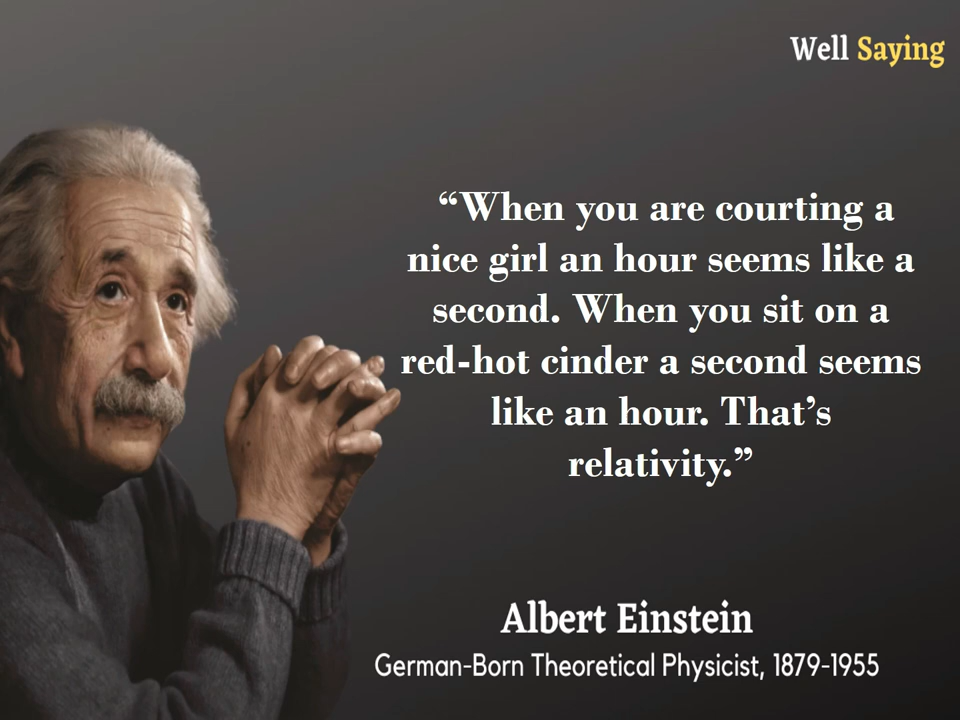 Well Saying
“When you are courting a
nice girl an hour seems like a
second. When you sit on a
red-hot cinder a second seems
like an hour. That’s
relativity.”
Albert Einstein
German-Born Theoretical Physicist, 1879-1955